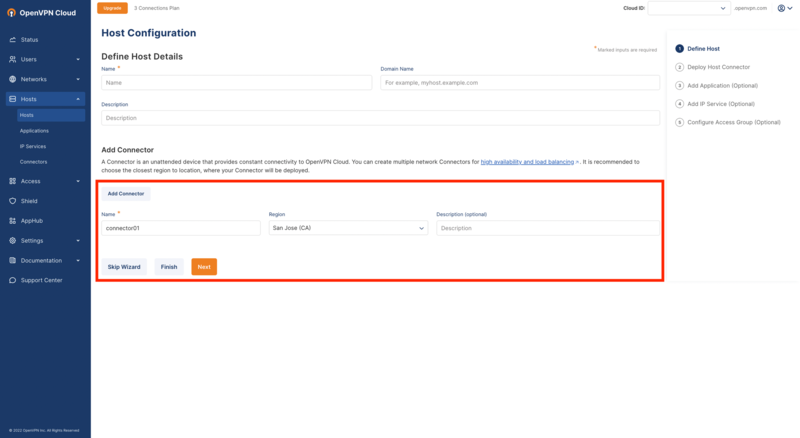 OpenVPN Cloud
Upgrade
3 Connections Plan
Cloud ID:
.openvpn.com
Status
Users
Networks
Hosts
Hosts
Applications
IP Services
Connectors
Access
Shield
AppHub
Settings
Documentation
Support Center
© 2022 OpenVPN Inc. All Rights Reserved
Host Configuration
Define Host Details
* Marked inputs are required
Name *
Name
Domain Name
For example, myhost.example.com
Description
Description
Add Connector
A Connector is an unattended device that provides constant connectivity to OpenVPN Cloud. You can create multiple network Connectors for high availability and load balancing >. It is recommended to
choose the closest region to location, where your Connector will be deployed.
Add Connector
Name *
connector01
Region
San Jose (CA)
Description (optional)
Description
Skip Wizard
Finish
Next
1 Define Host
2 Deploy Host Connector
3 Add Application (Optional)
4 Add IP Service (Optional)
5 Configure Access Group (Optional)